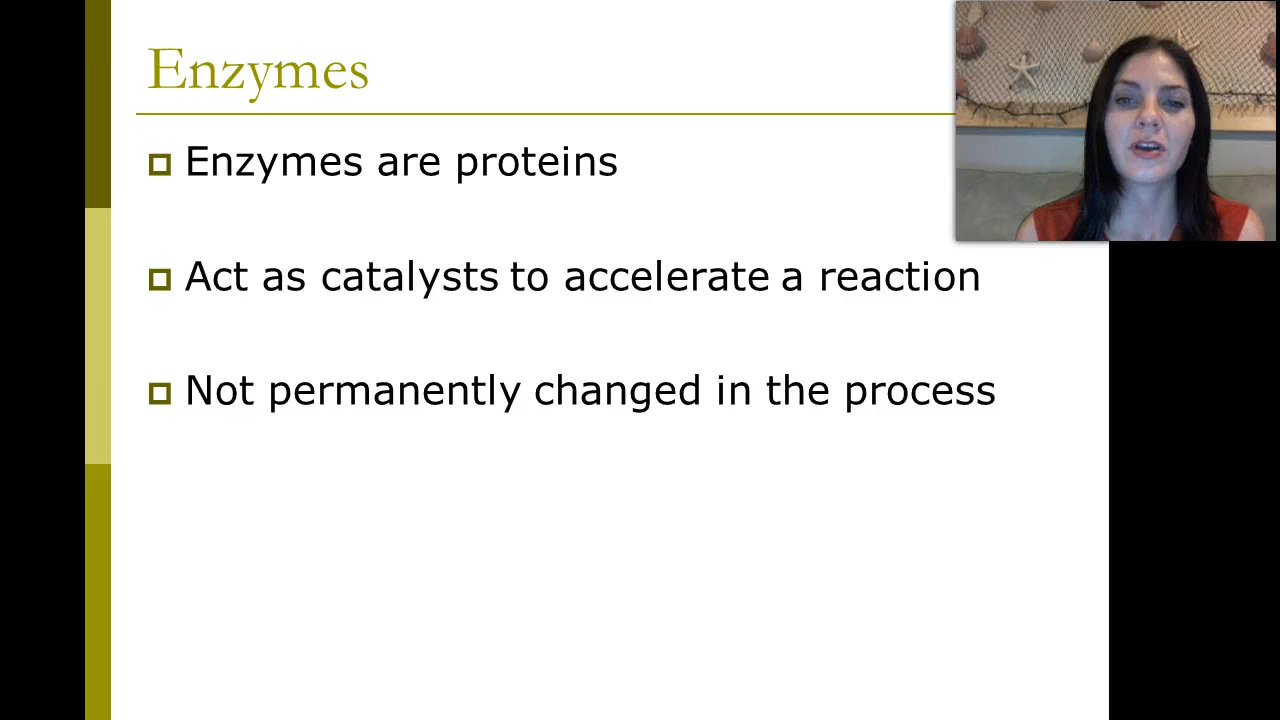 Enzymes
Enzymes are proteins
Act as catalysts to accelerate a reaction
Not permanently changed in the process